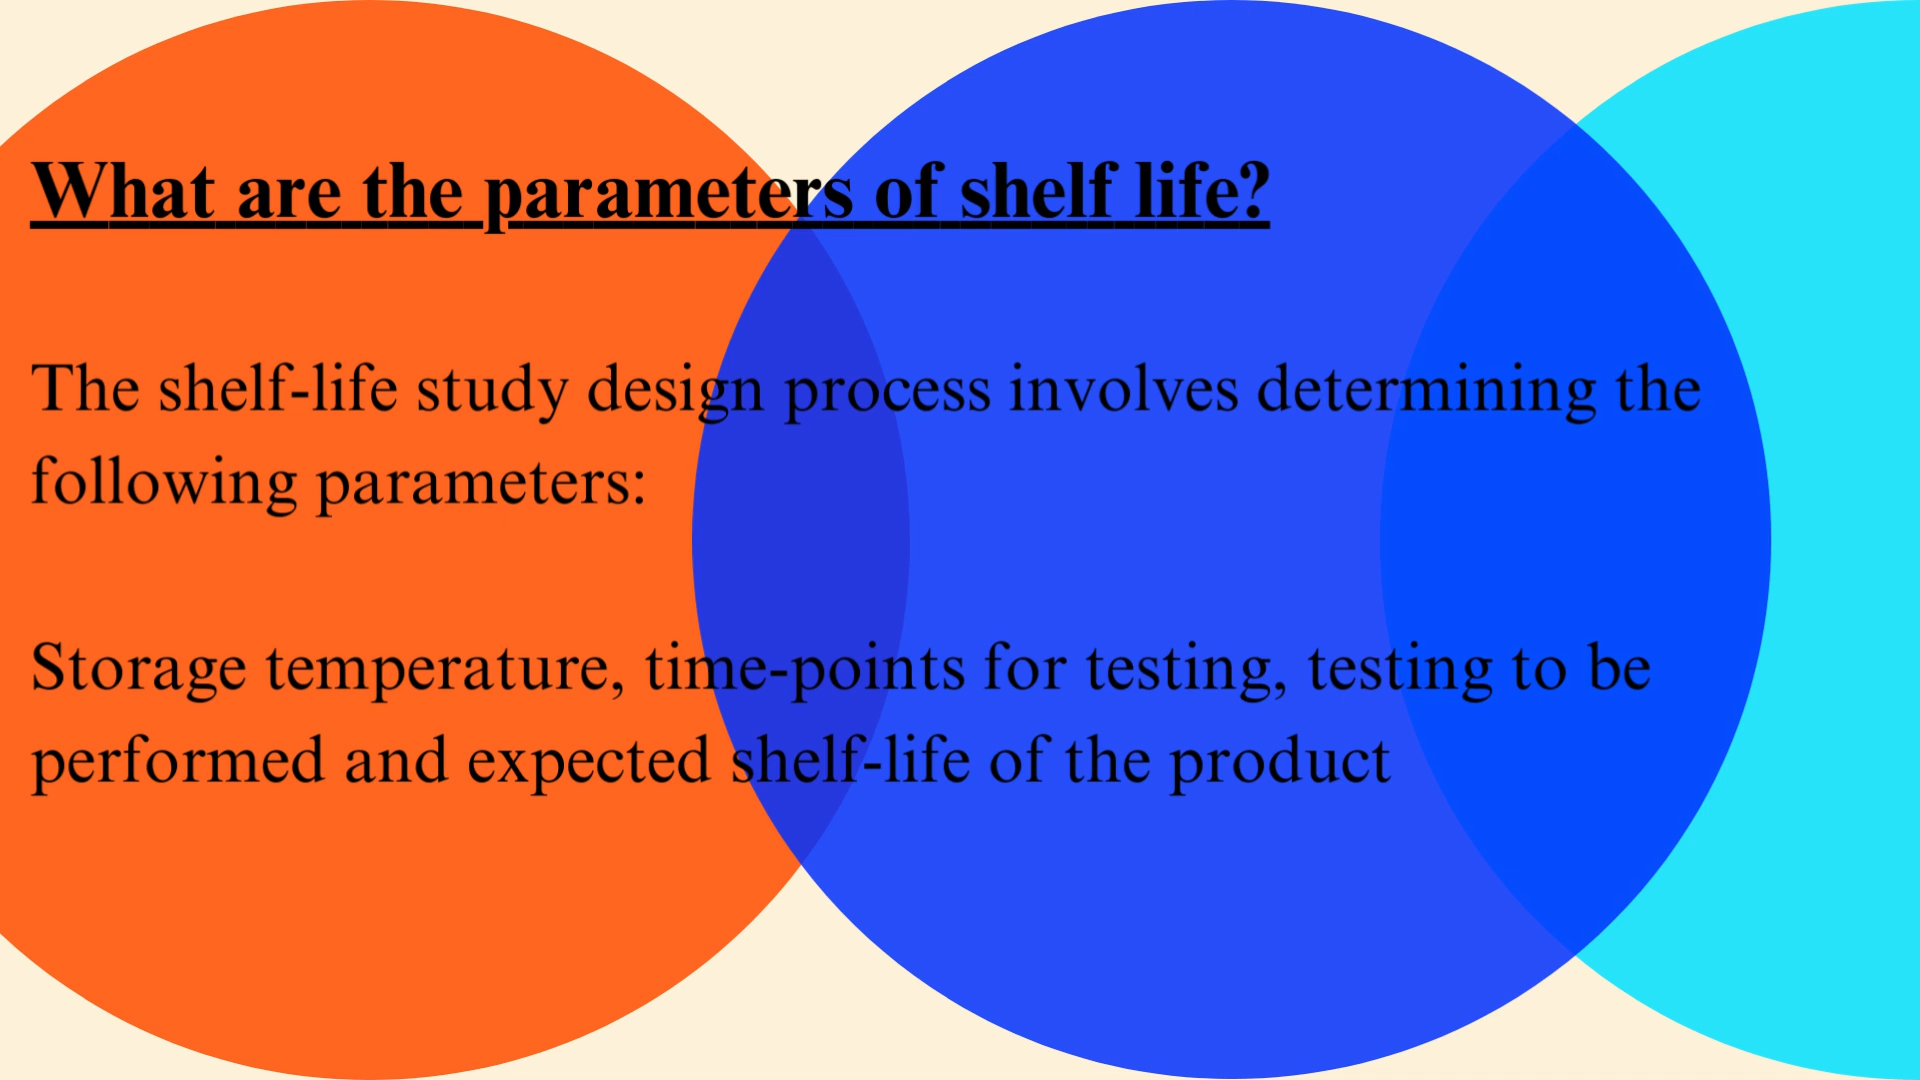 What are the parameters of shelf life?
The shelf-life study design process involves determining the
following parameters:
Storage temperature, time-points for testing, testing to be
performed and expected shelf-life of the product